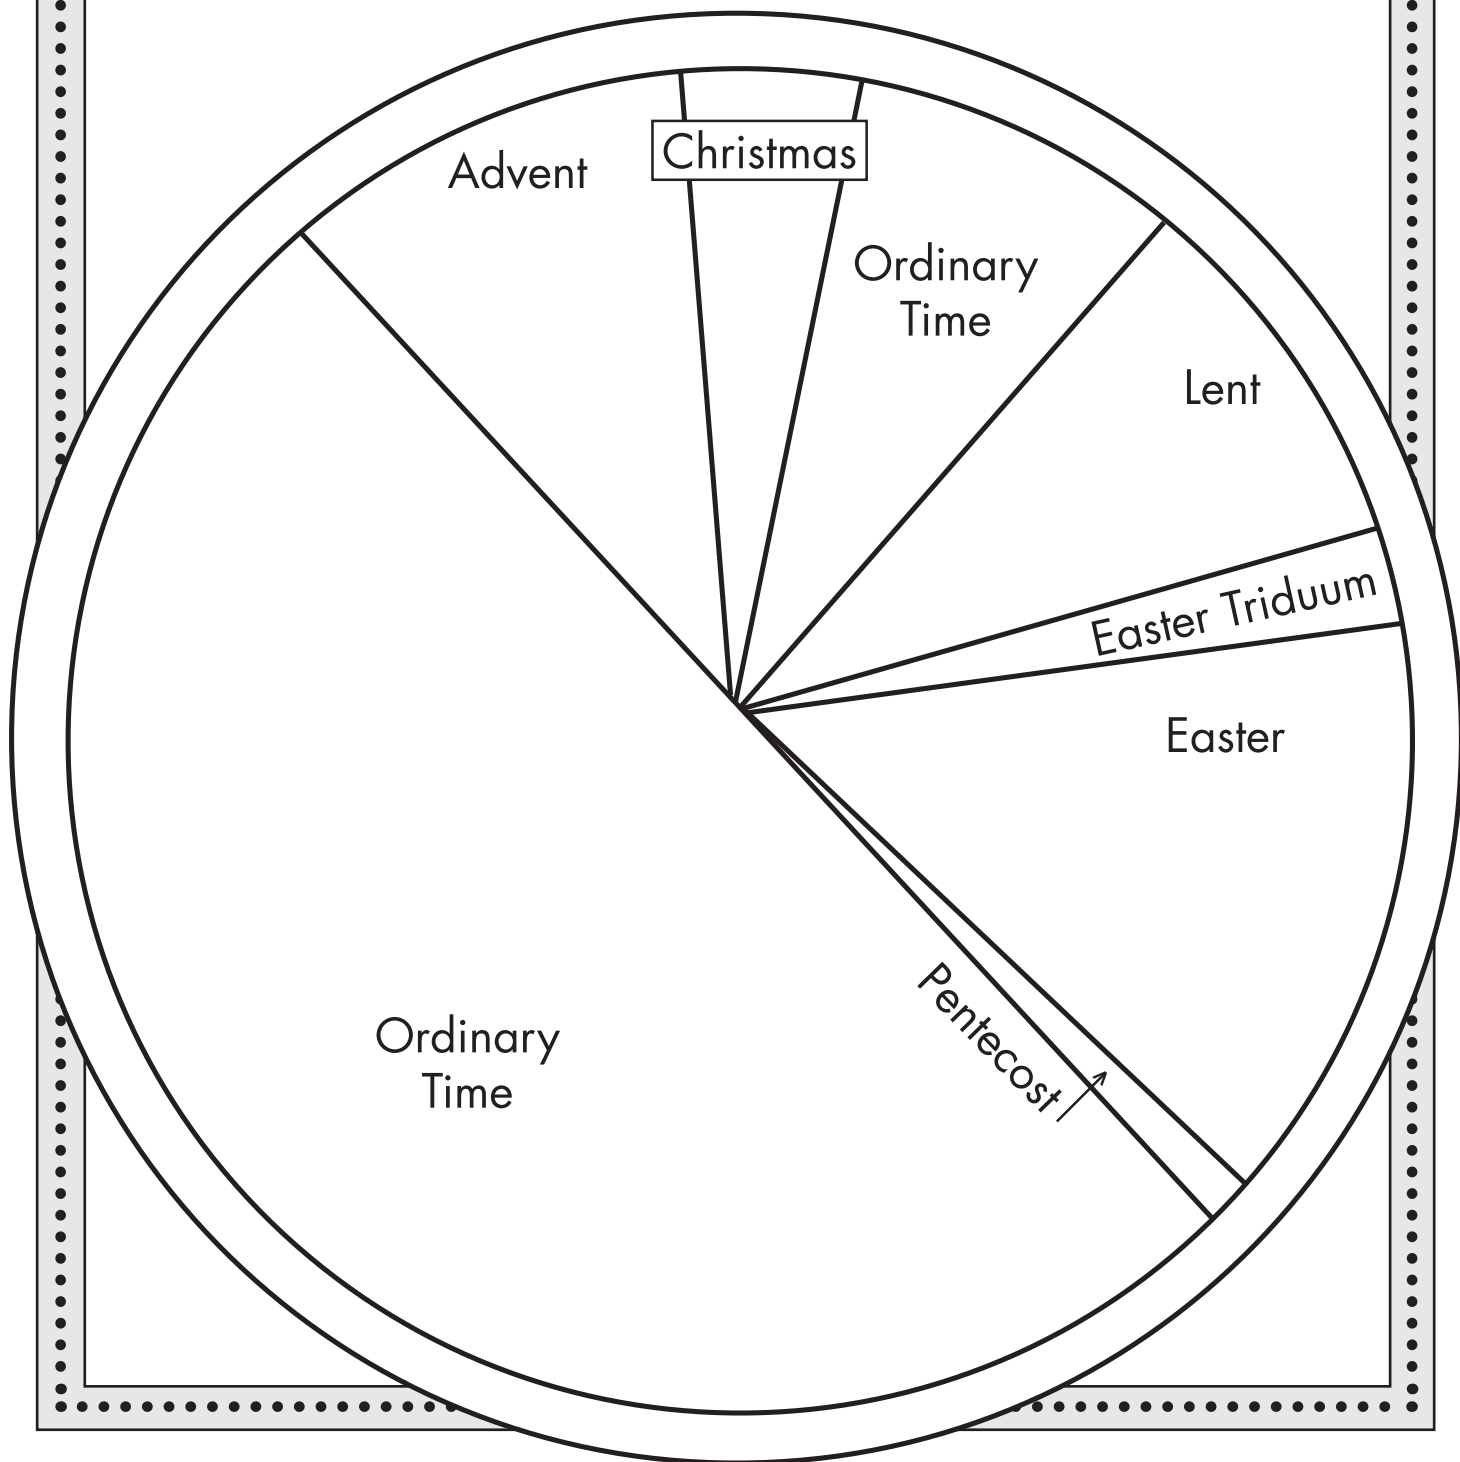 Christmas
Advent
Ordinary
Time
Lent
Easter Triduum
Easter
Pentecost
Ordinary
Time